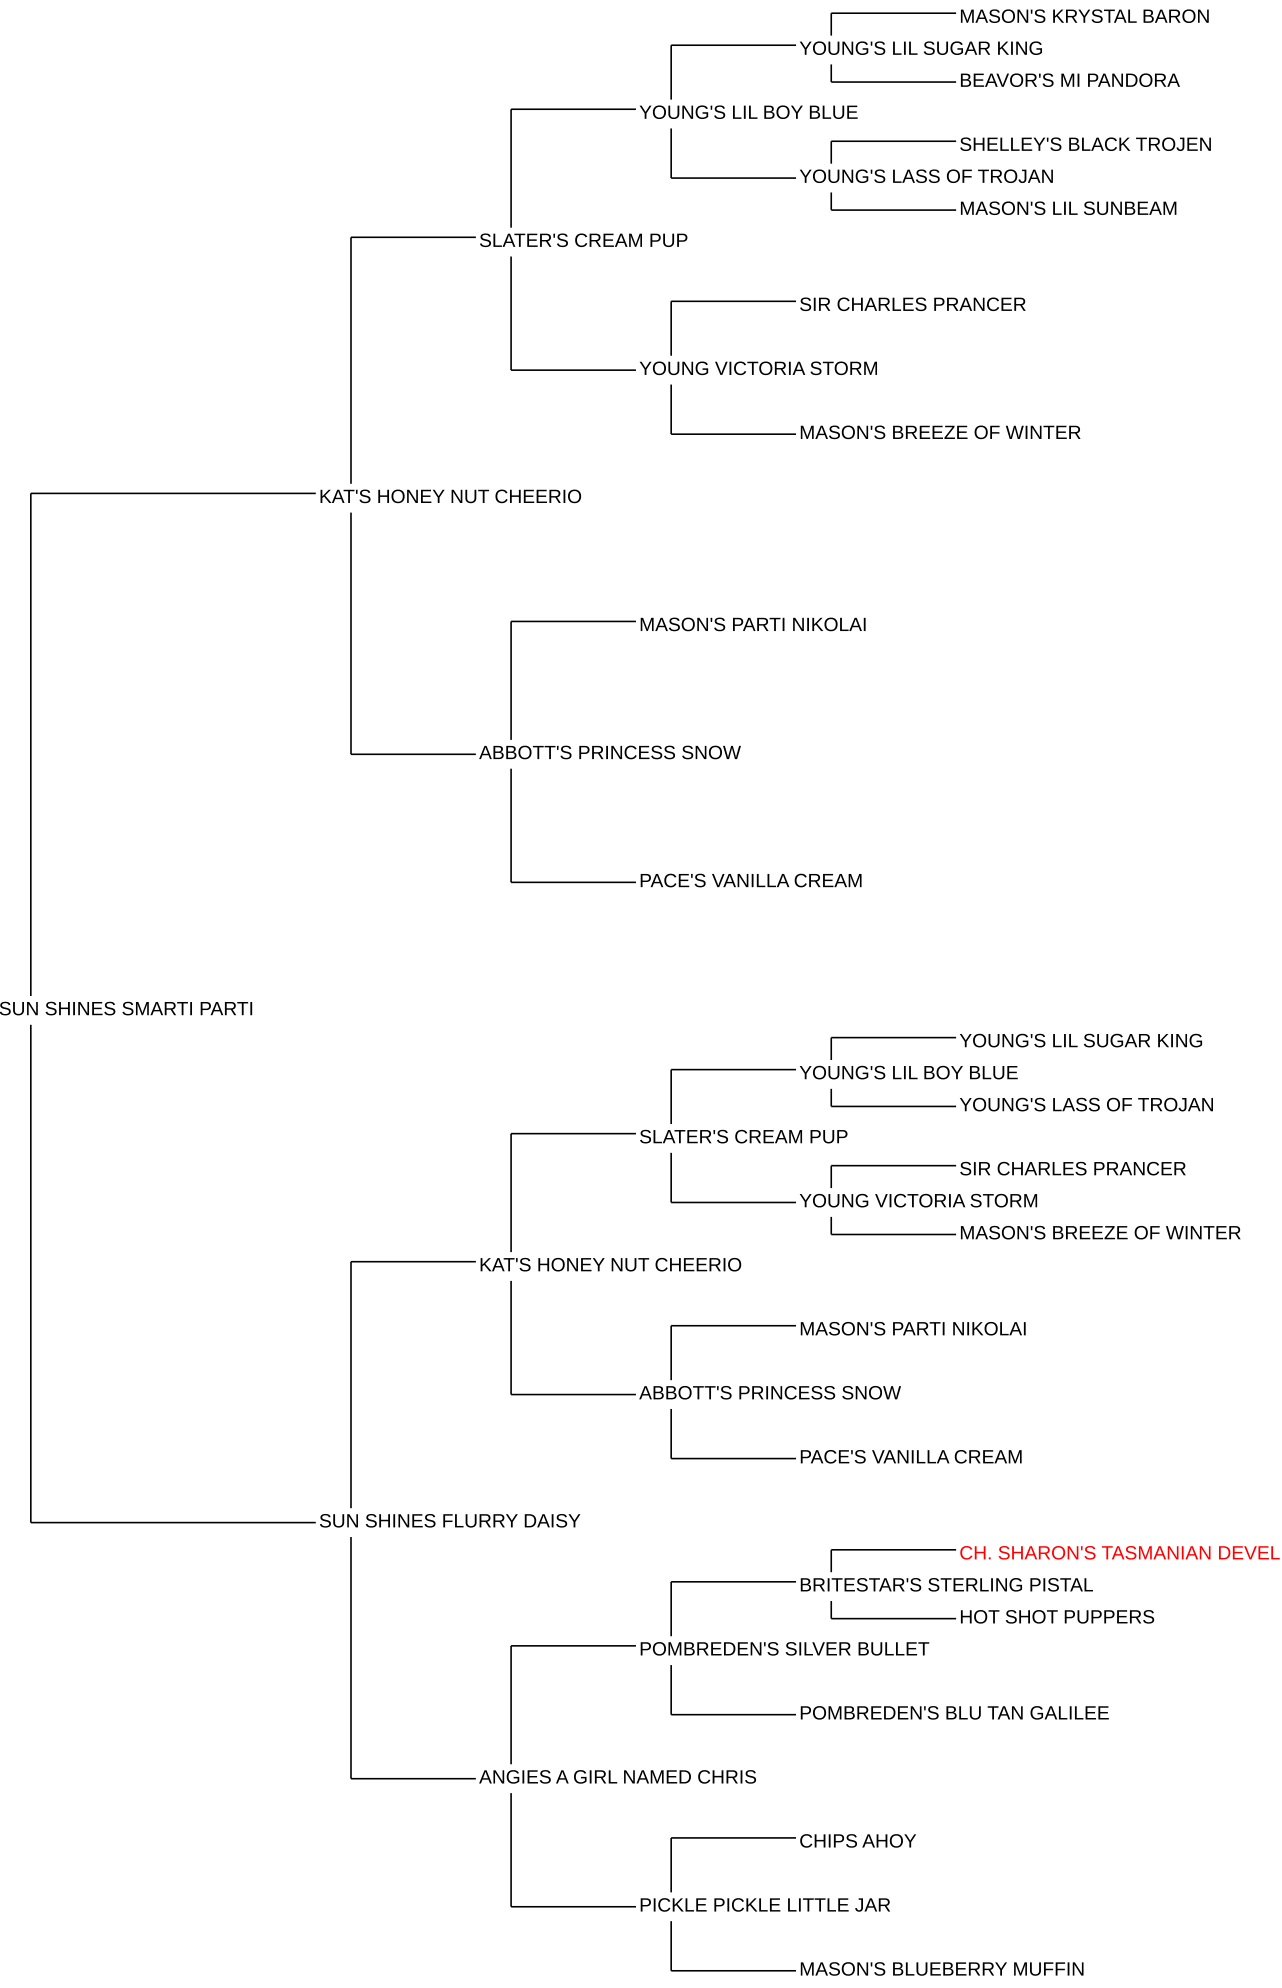 MASON'S KRYSTAL BARON
YOUNG'S LIL SUGAR KING
BEAVOR'S MI PANDORA
YOUNG'S LIL BOY BLUE
SHELLEY'S BLACK TROJEN
YOUNG'S LASS OF TROJAN
MASON'S LIL SUNBEAM
SLATER'S CREAM PUP
SIR CHARLES PRANCER
YOUNG VICTORIA STORM
MASON'S BREEZE OF WINTER
KAT'S HONEY NUT CHEERIO
MASON'S PARTI NIKOLAI
ABBOTT'S PRINCESS SNOW
PACE'S VANILLA CREAM
SUN SHINES SMARTI PARTI
YOUNG'S LIL SUGAR KING
YOUNG'S LIL BOY BLUE
YOUNG'S LASS OF TROJAN
SLATER'S CREAM PUP
SIR CHARLES PRANCER
YOUNG VICTORIA STORM
MASON'S BREEZE OF WINTER
KAT'S HONEY NUT CHEERIO
MASON'S PARTI NIKOLAI
ABBOTT'S PRINCESS SNOW
PACE'S VANILLA CREAM
SUN SHINES FLURRY DAISY
CH. SHARON'S TASMANIAN DEVEL
BRITESTAR'S STERLING PISTAL
HOT SHOT PUPPERS
POMBREDEN'S SILVER BULLET
POMBREDEN'S BLU TAN GALILEE
ANGIES A GIRL NAMED CHRIS
CHIPS AHOY
PICKLE PICKLE LITTLE JAR
MASON'S BLUEBERRY MUFFIN